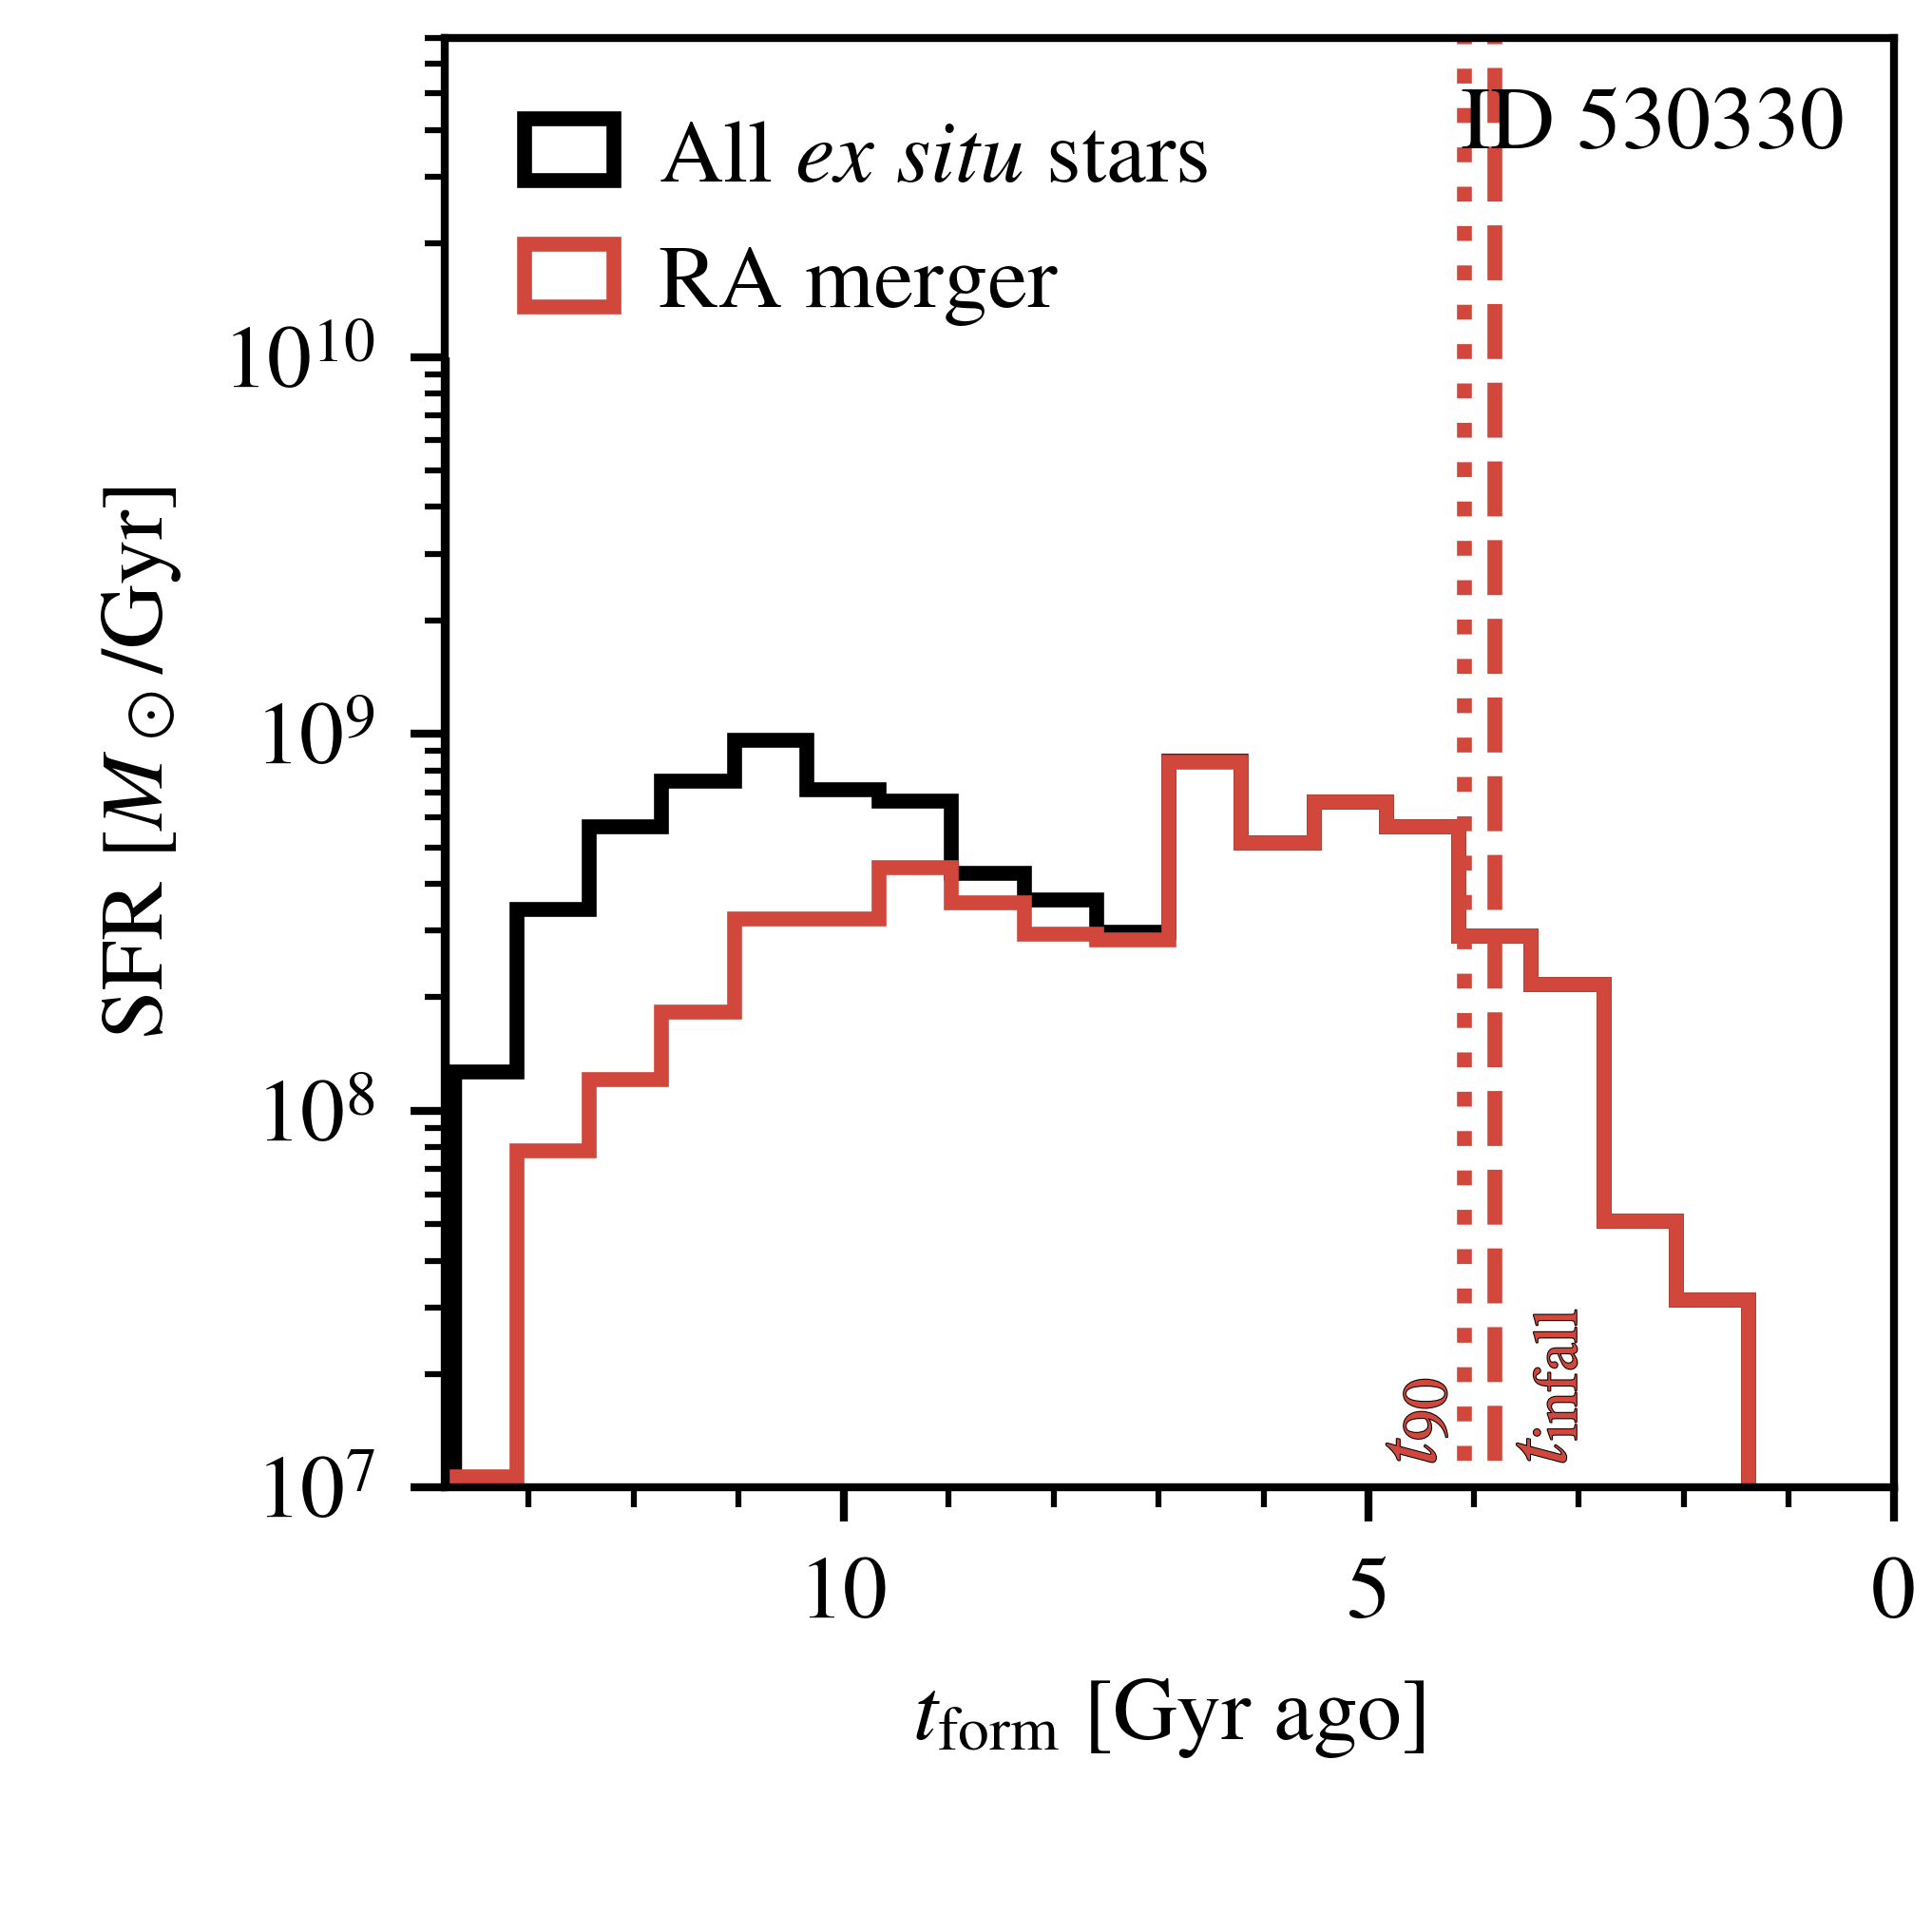 ID 530330
All ex situ stars
RA merger
10¹⁰
10⁹
10⁸
10⁷
SFR [M⊙/Gyr]
t90
tinfall
10 5 0
tform [Gyr ago]